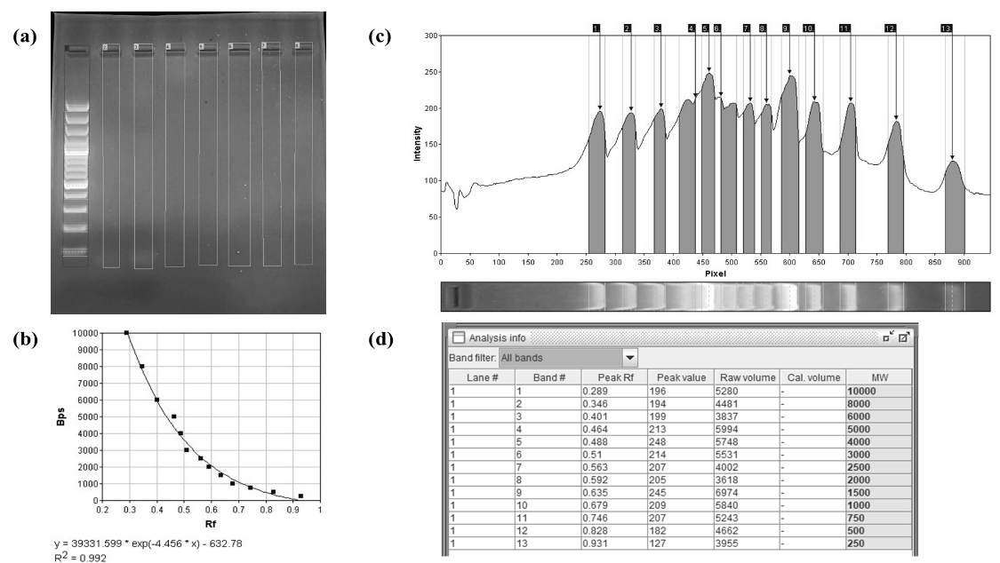 (a)
2 3 4 5 6 7 8
(b)
10000
9000
8000
7000
6000
5000
4000
3000
2000
1000
0
Bps
0.2 0.3 0.4 0.5 0.6 0.7 0.8 0.9 1
Rf
y = 39331.599 * exp(-4.456 * x) - 632.78
R² = 0.992
(c)
1. 2. 3. 4. 5. 6. 7. 8. 9. 10. 11. 12. 13.
300
250
200
150
100
50
0
Intensity
0 50 100 150 200 250 300 350 400 450 500 550 600 650 700 750 800 850 900
Pixel
(d)
Analysis info
Band filter: All bands
Lane # Band # Peak Rf Peak value Raw volume Cal. volume MW
1 1 0.289 196 5280 - 10000
1 2 0.346 194 4481 - 8000
1 3 0.401 199 3837 - 6000
1 4 0.464 213 5994 - 5000
1 5 0.488 248 5748 - 4000
1 6 0.51 214 5531 - 3000
1 7 0.563 207 4002 - 2500
1 8 0.592 205 3618 - 2000
1 9 0.635 245 6974 - 1500
1 10 0.679 209 5840 - 1000
1 11 0.746 207 5243 - 750
1 12 0.828 182 4662 - 500
1 13 0.931 127 3955 - 250